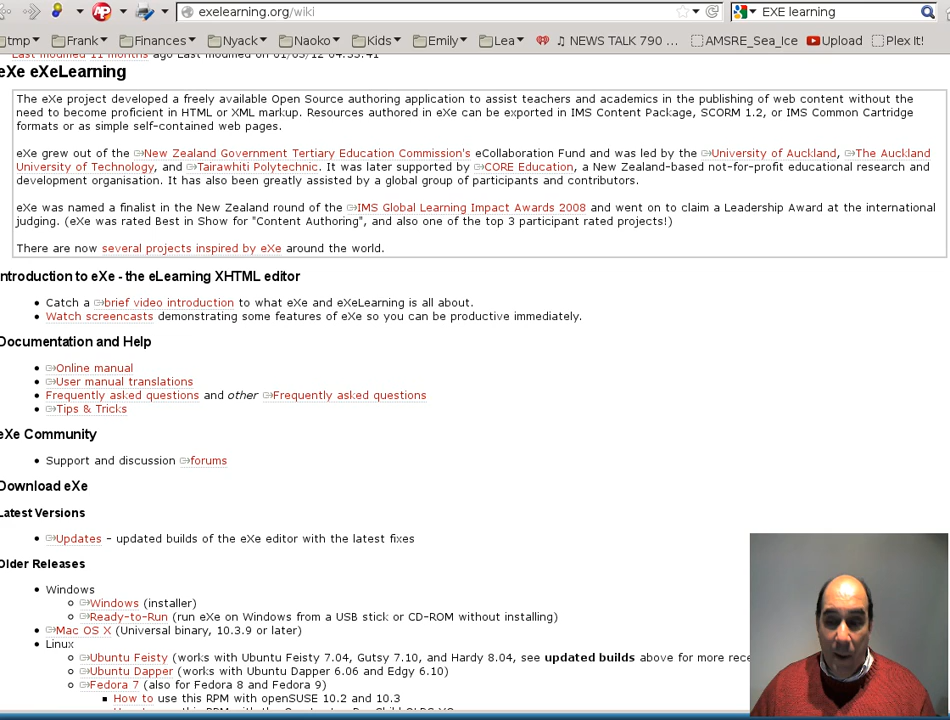 exelearning.org/wiki
EXE learning
tmp Frank Finances Nyack Naoko Kids Emily Lea ♫ NEWS TALK 790 ... AMSRE_Sea_Ice Upload Plex It!
eXe eXeLearning
The eXe project developed a freely available Open Source authoring application to assist teachers and academics in the publishing of web content without the
need to become proficient in HTML or XML markup. Resources authored in eXe can be exported in IMS Content Package, SCORM 1.2, or IMS Common Cartridge
formats or as simple self-contained web pages.
eXe grew out of the New Zealand Government Tertiary Education Commission's eCollaboration Fund and was led by the University of Auckland, The Auckland
University of Technology, and Tairawhiti Polytechnic. It was later supported by CORE Education, a New Zealand-based not-for-profit educational research and
development organisation. It has also been greatly assisted by a global group of participants and contributors.
eXe was named a finalist in the New Zealand round of the IMS Global Learning Impact Awards 2008 and went on to claim a Leadership Award at the international
judging. (eXe was rated Best in Show for "Content Authoring", and also one of the top 3 participant rated projects!)
There are now several projects inspired by eXe around the world.
ntroduction to eXe - the eLearning XHTML editor
• Catch a brief video introduction to what eXe and eXeLearning is all about.
• Watch screencasts demonstrating some features of eXe so you can be productive immediately.
Documentation and Help
• Online manual
• User manual translations
• Frequently asked questions and other Frequently asked questions
• Tips & Tricks
eXe Community
• Support and discussion forums
Download eXe
Latest Versions
• Updates - updated builds of the eXe editor with the latest fixes
Older Releases
• Windows
Windows (installer)
Ready-to-Run (run eXe on Windows from a USB stick or CD-ROM without installing)
• Mac OS X (Universal binary, 10.3.9 or later)
• Linux
Ubuntu Feisty (works with Ubuntu Feisty 7.04, Gutsy 7.10, and Hardy 8.04, see updated builds above for more rece
Ubuntu Dapper (works with Ubuntu Dapper 6.06 and Edgy 6.10)
Fedora 7 (also for Fedora 8 and Fedora 9)
How to use this RPM with openSUSE 10.2 and 10.3